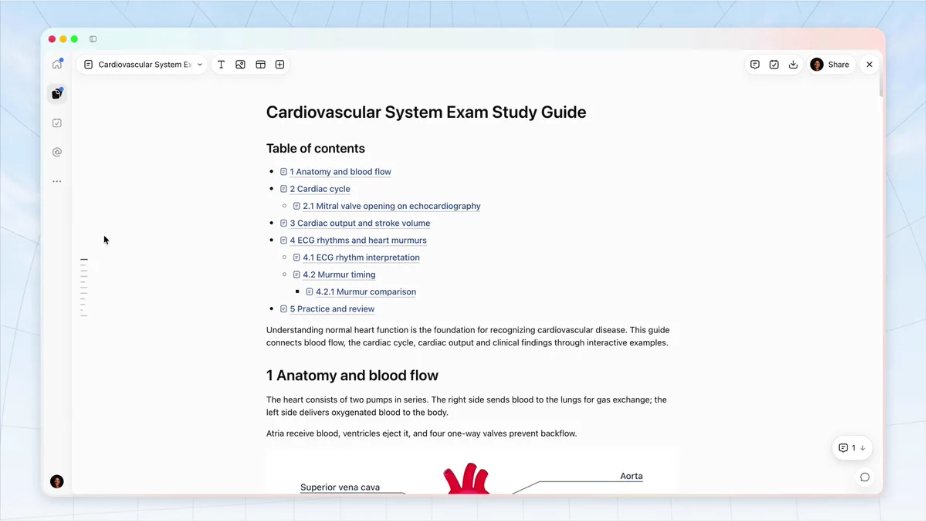 Cardiovascular System Ex
Share
Cardiovascular System Exam Study Guide
Table of contents
1 Anatomy and blood flow
2 Cardiac cycle
2.1 Mitral valve opening on echocardiography
3 Cardiac output and stroke volume
4 ECG rhythms and heart murmurs
4.1 ECG rhythm interpretation
4.2 Murmur timing
4.2.1 Murmur comparison
5 Practice and review
Understanding normal heart function is the foundation for recognizing cardiovascular disease. This guide
connects blood flow, the cardiac cycle, cardiac output and clinical findings through interactive examples.
1 Anatomy and blood flow
The heart consists of two pumps in series. The right side sends blood to the lungs for gas exchange; the
left side delivers oxygenated blood to the body.
Atria receive blood, ventricles eject it, and four one-way valves prevent backflow.
1
Aorta
Superior vena cava